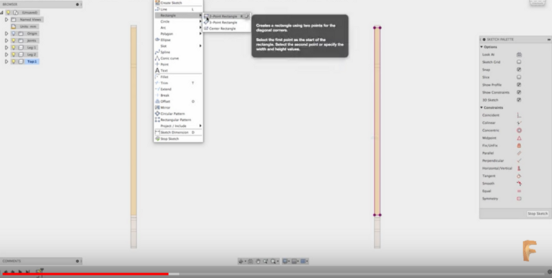 Create Sketch
Line
L
Rectangle
Circle
Arc
Polygon
Slot
Spline
Conic Curve
Point
Text
Fillet
Trim
T
Extend
Break
Offset
O
Mirror
Circular Pattern
Rectangular Pattern
Project / Include
Sketch Dimension
D
Stop Sketch
2-Point Rectangle
R
3-Point Rectangle
Center Rectangle
Creates a rectangle using two points for the
diagonal corners.
Select the first point as the start of the
rectangle. Select the second point or specify the
width and height values.
BROWSER
Named Views
Origin
SKETCH PALETTE
Options
Look At
Sketch Grid
Snap
Slice
Show Profile
Show Constraints
3D Sketch
Constraints
Coincident
Collinear
Concentric
Midpoint
Fix/UnFix
Parallel
Perpendicular
Horizontal/Vertical
Tangent
Smooth
Equal
Symmetry
Stop Sketch
COMMENTS
F